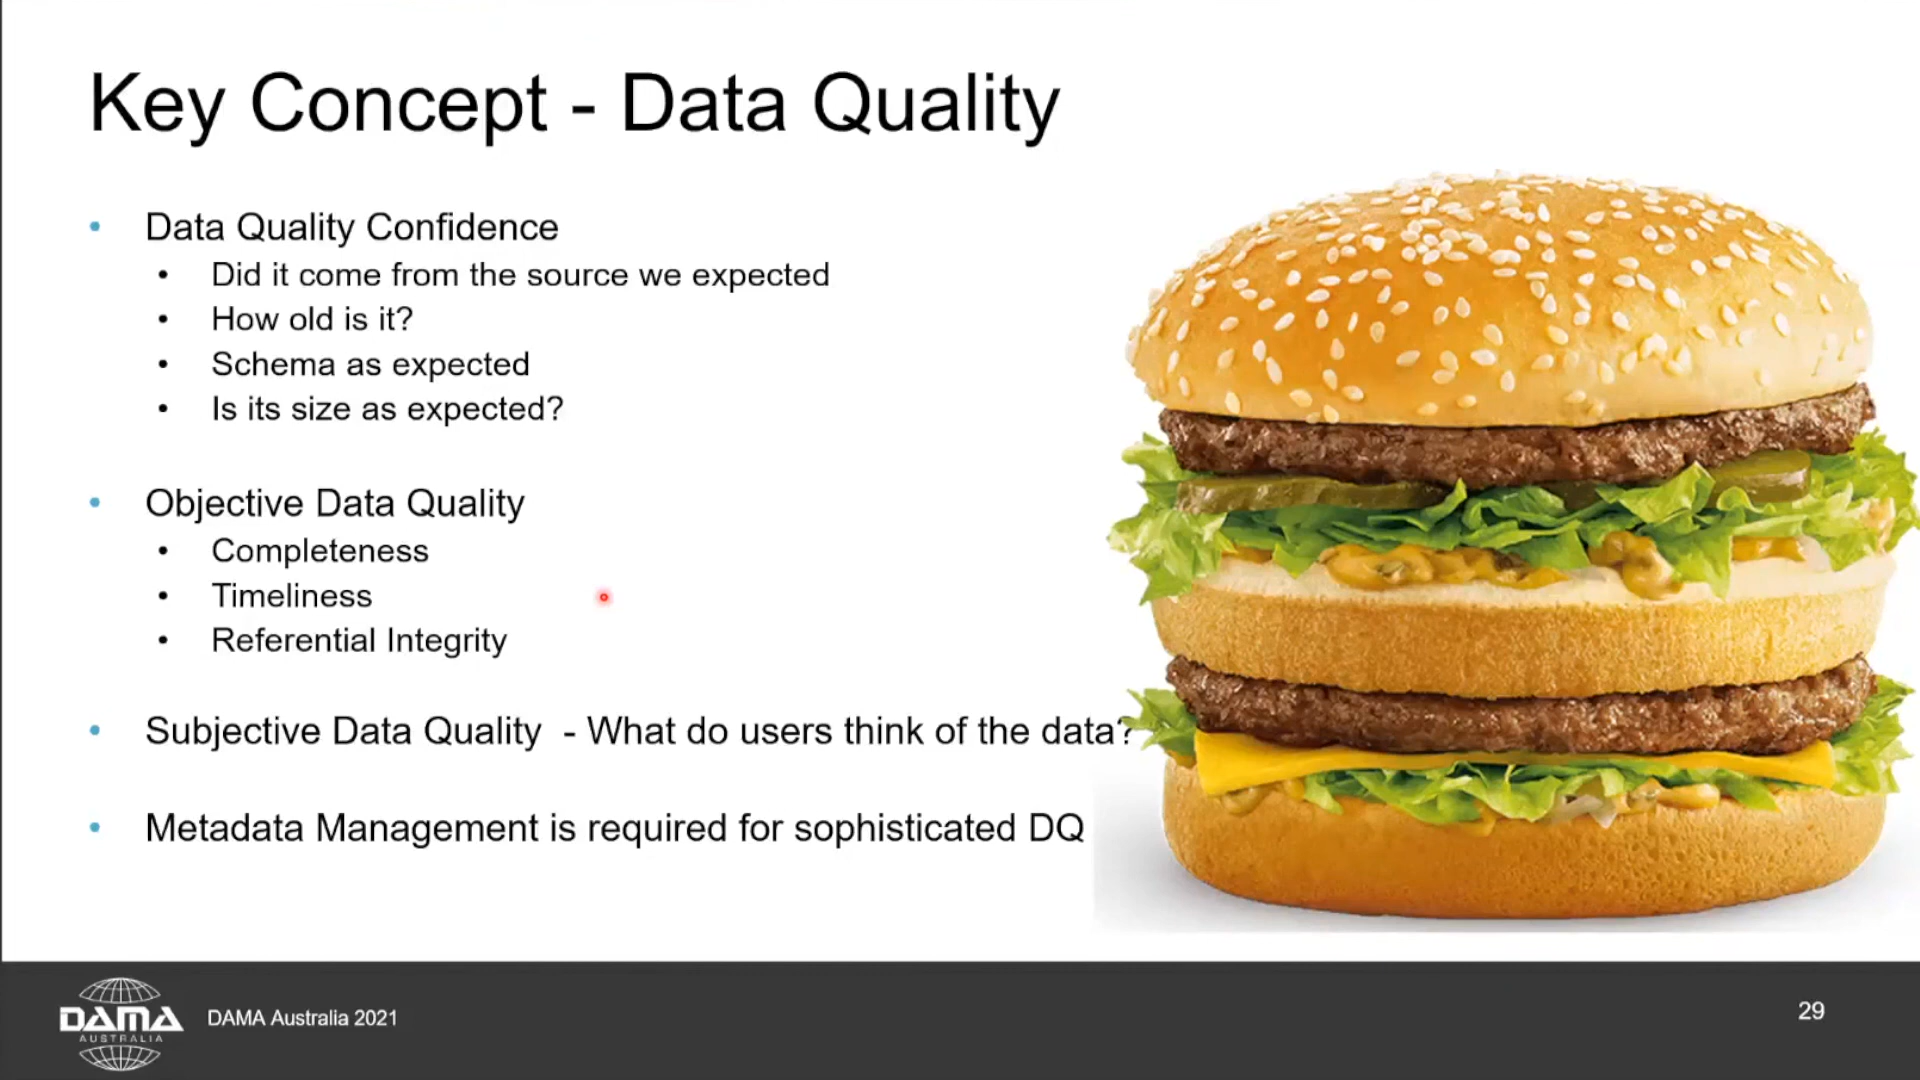 Key Concept - Data Quality
• Data Quality Confidence
• Did it come from the source we expected
• How old is it?
• Schema as expected
• Is its size as expected?
• Objective Data Quality
• Completeness
• Timeliness
• Referential Integrity
• Subjective Data Quality  - What do users think of the data?
• Metadata Management is required for sophisticated DQ
DAMA
AUSTRALIA
DAMA Australia 2021
29